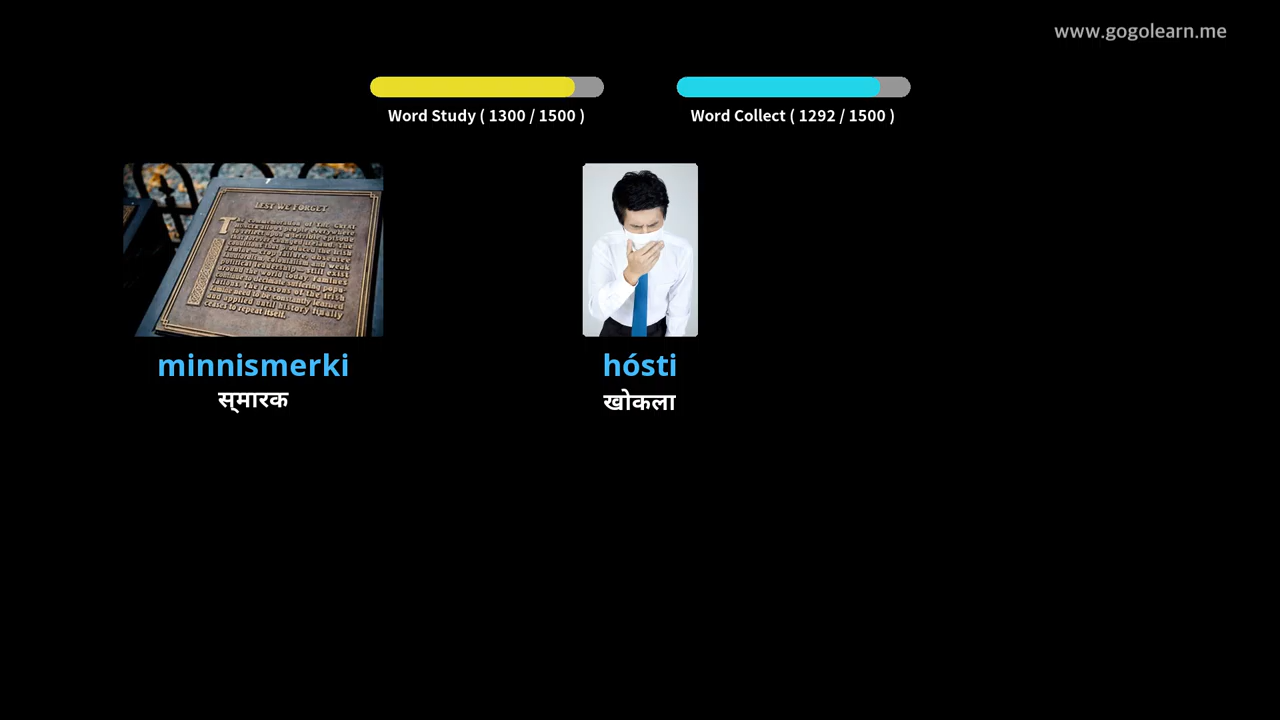 www.gogolearn.me
Word Study ( 1300 / 1500 )
Word Collect ( 1292 / 1500 )
LEST WE FORGET
minnismerki
स्‌मारक
hósti
खोकला